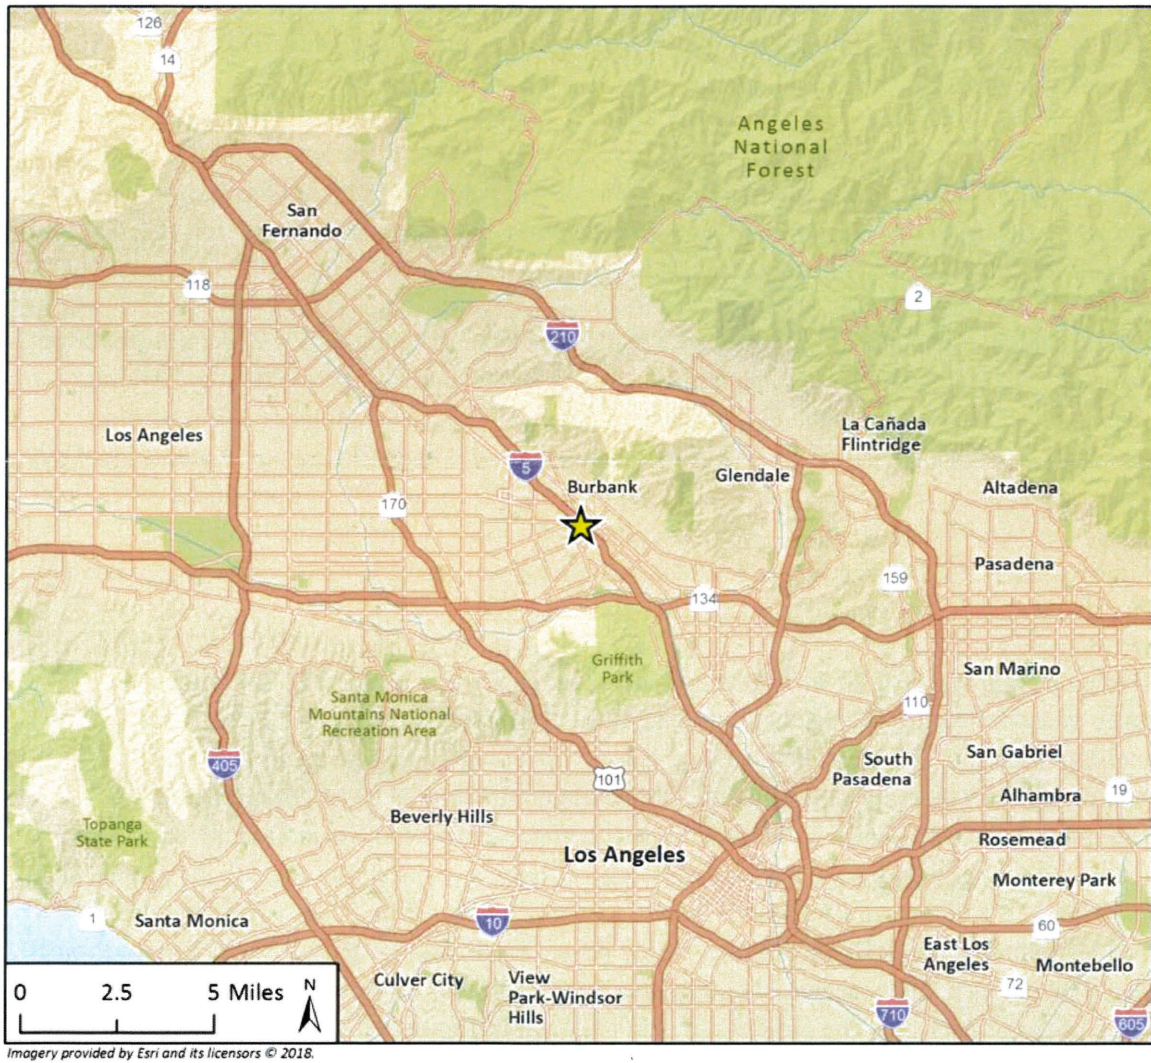 126
14
Angeles
National
Forest
San
Fernando
118
2
210
La Cañada
Flintridge
Los Angeles
5
Glendale
Burbank
Altadena
170
Pasadena
159
134
Griffith
Park
San Marino
Santa Monica
Mountains National
Recreation Area
110
405
101
South
Pasadena
San Gabriel
19
Alhambra
Beverly Hills
Topanga
State Park
Rosemead
Los Angeles
Monterey Park
1
Santa Monica
10
60
East Los
Angeles
Montebello
Culver City
View
Park-Windsor
Hills
72
710
605
0 2.5 5 Miles
N
Imagery provided by Esri and its licensors © 2018.